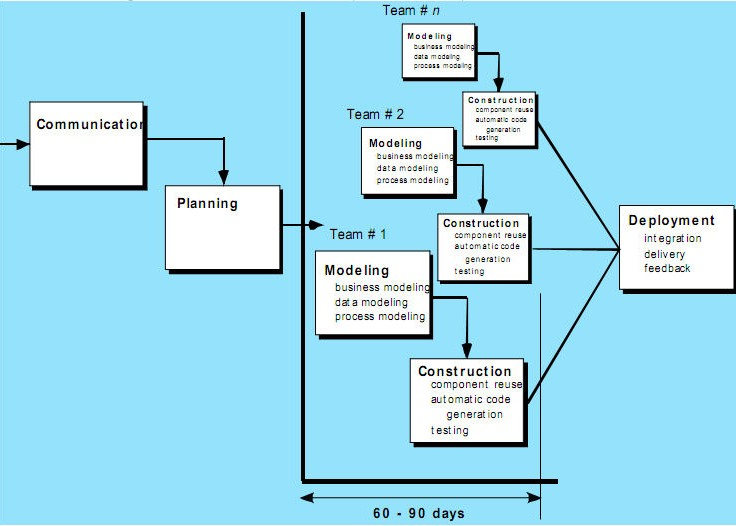 Team # n
Modeling
business modeling
data modeling
process modeling
Construction
component reuse
automatic code
generation
testing
Team # 2
Modeling
business modeling
data modeling
process modeling
Construction
component reuse
automatic code
generation
testing
Communication
Planning
Team # 1
Modeling
business modeling
data modeling
process modeling
Construction
component reuse
automatic code
generation
testing
Deployment
integration
delivery
feedback
60 - 90 days